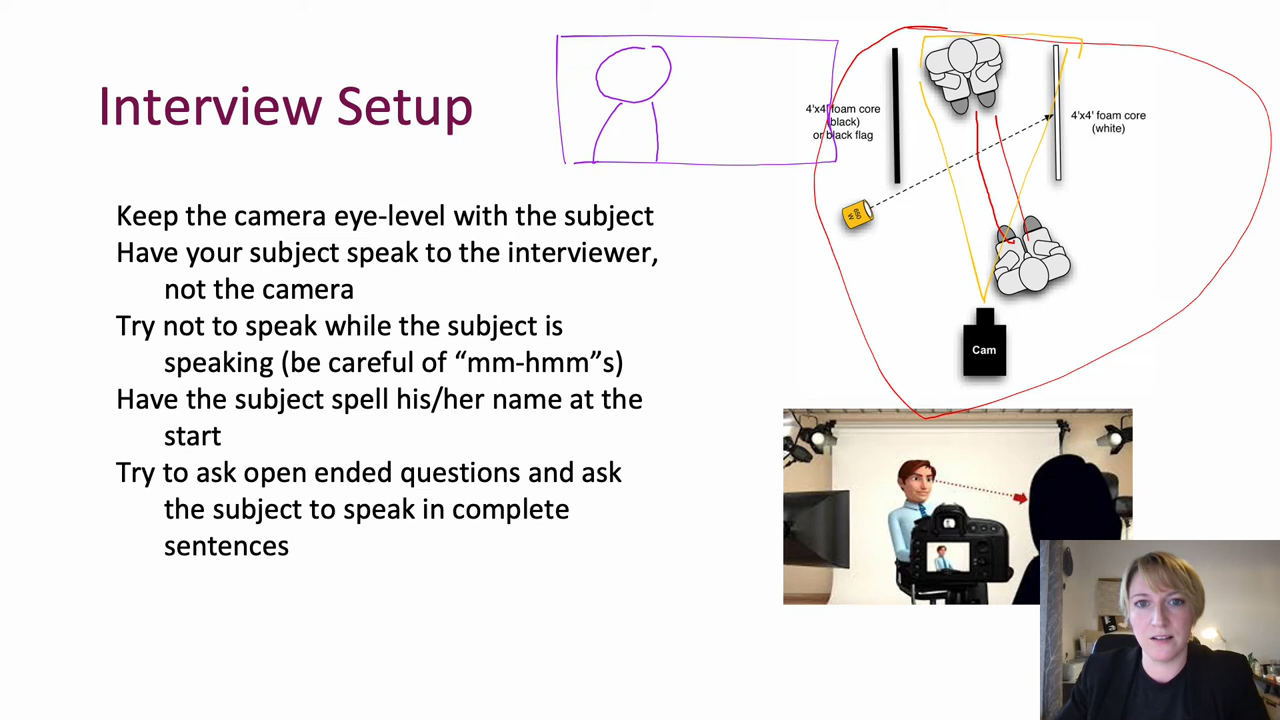 Interview Setup
Keep the camera eye-level with the subject
Have your subject speak to the interviewer,
not the camera
Try not to speak while the subject is
speaking (be careful of “mm-hmm”s)
Have the subject spell his/her name at the
start
Try to ask open ended questions and ask
the subject to speak in complete
sentences
4'x4' foam core
(black)
or black flag
4'x4' foam core
(white)
650
W
Cam